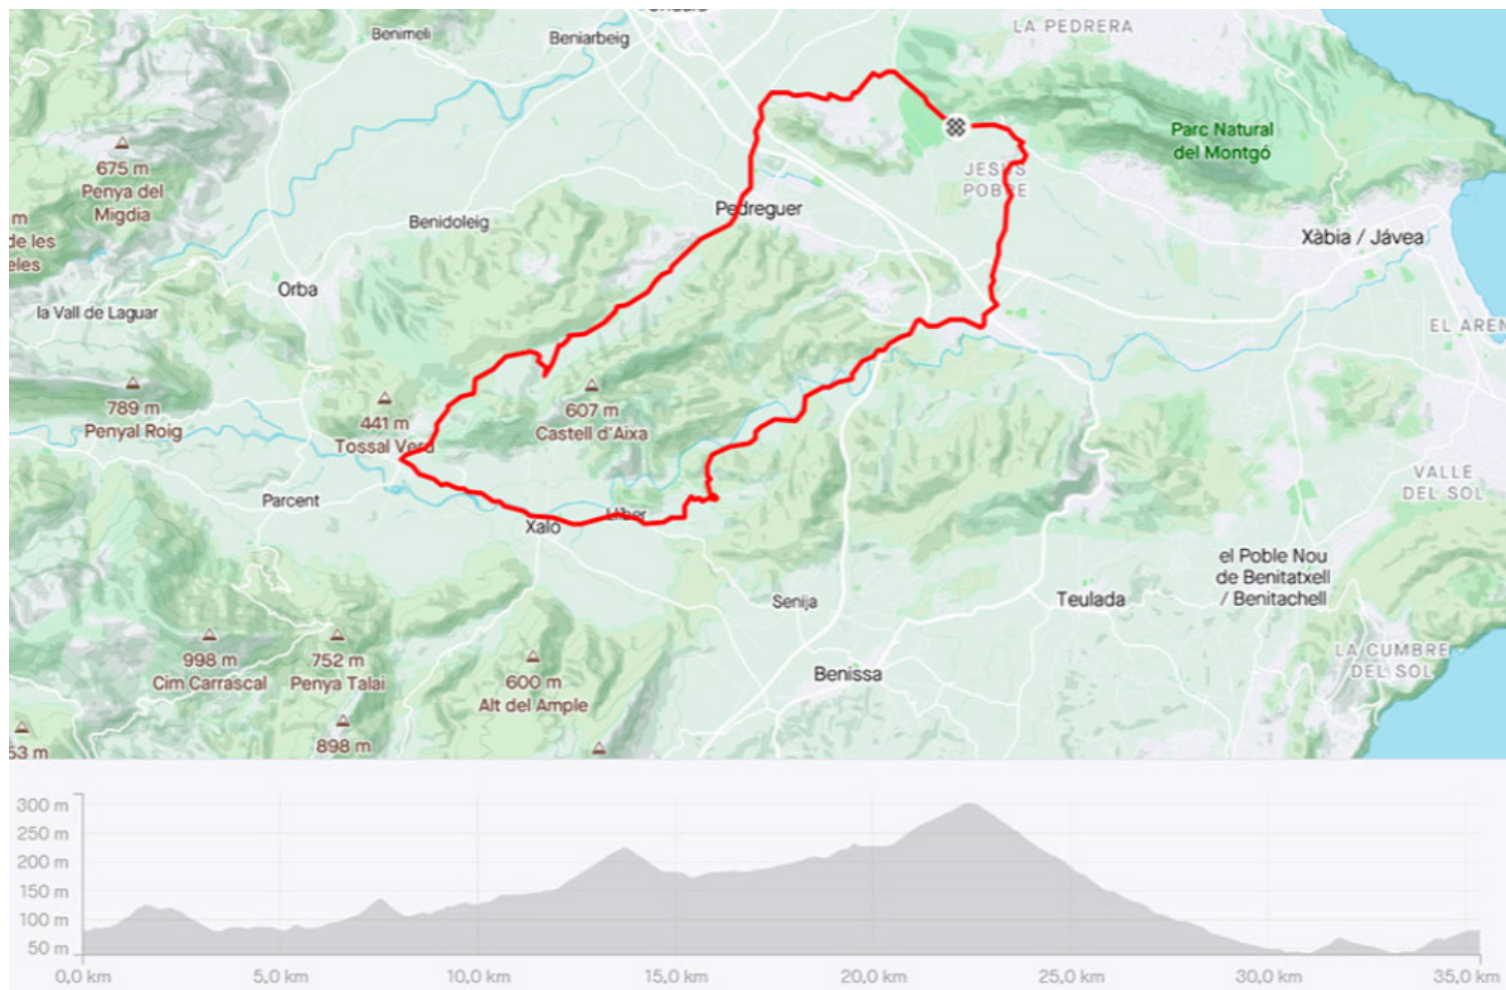 LA PEDRERA
Benimeli
Beniarbeig
Parc Natural
del Montgó
675 m
Penya del
Migdia
JESÚS
POBRE
Pedreguer
Benidoleig
Xàbia / Jávea
m
de les
eles
Orba
la Vall de Laguar
EL AREN
789 m
Penyal Roig
441 m
Tossal Verd
607 m
Castell d'Aixa
VALLE
DEL SOL
Parcent
Xaló
Llíber
el Poble Nou
de Benitatxell
/ Benitachell
Senija
Teulada
998 m
Cim Carrascal
752 m
Penya Talai
600 m
Alt del Ample
Benissa
LA CUMBRE
DEL SOL
898 m
53 m
300 m
250 m
200 m
150 m
100 m
50 m
0,0 km
5,0 km
10,0 km
15,0 km
20,0 km
25,0 km
30,0 km
35,0 km